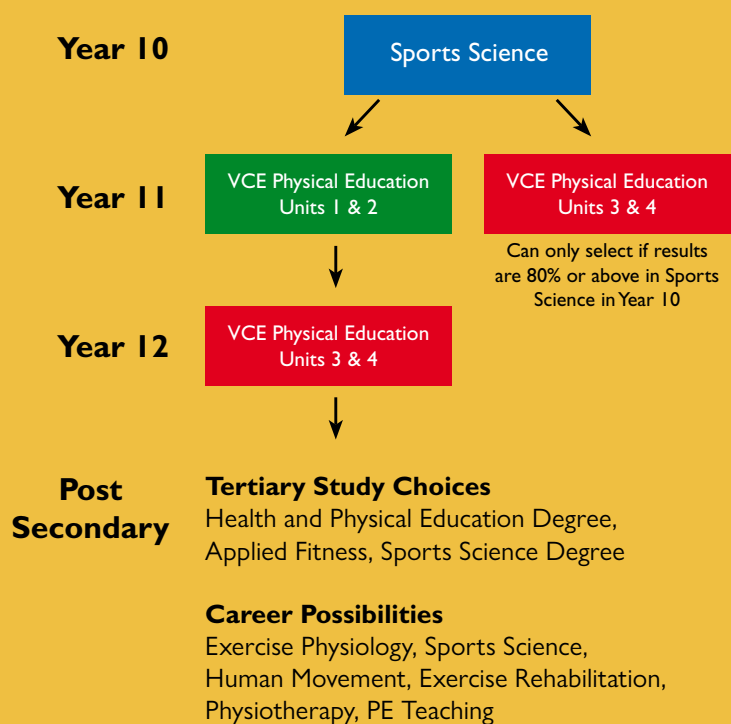 Year 10
Sports Science
Year 11
VCE Physical Education
Units 1 & 2
VCE Physical Education
Units 3 & 4
Can only select if results
are 80% or above in Sports
Science in Year 10
Year 12
VCE Physical Education
Units 3 & 4
Post
Secondary
Tertiary Study Choices
Health and Physical Education Degree,
Applied Fitness, Sports Science Degree
Career Possibilities
Exercise Physiology, Sports Science,
Human Movement, Exercise Rehabilitation,
Physiotherapy, PE Teaching